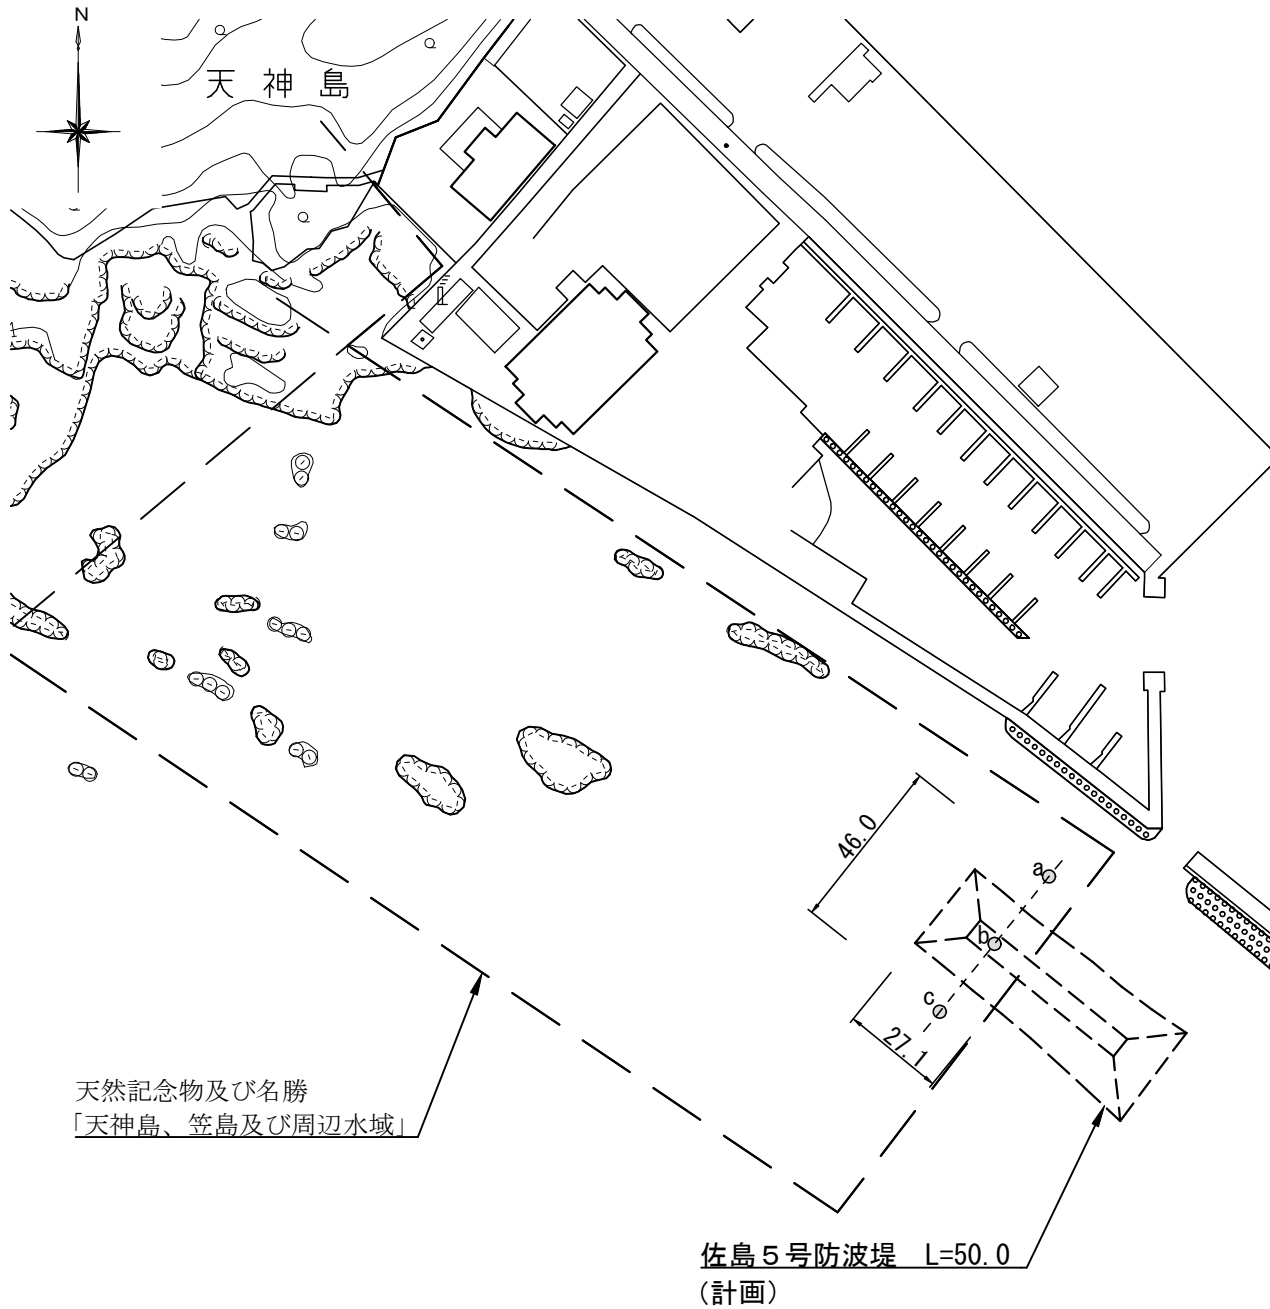 N
天神島
46.0
a
b
c
27.1
天然記念物及び名勝
「天神島、笠島及び周辺水域」
佐島５号防波堤 L=50.0
(計画)